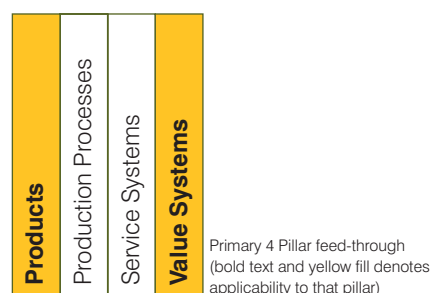 Products
Production Processes
Service Systems
Value Systems
Primary 4 Pillar feed-through
(bold text and yellow fill denotes
applicability to that pillar)